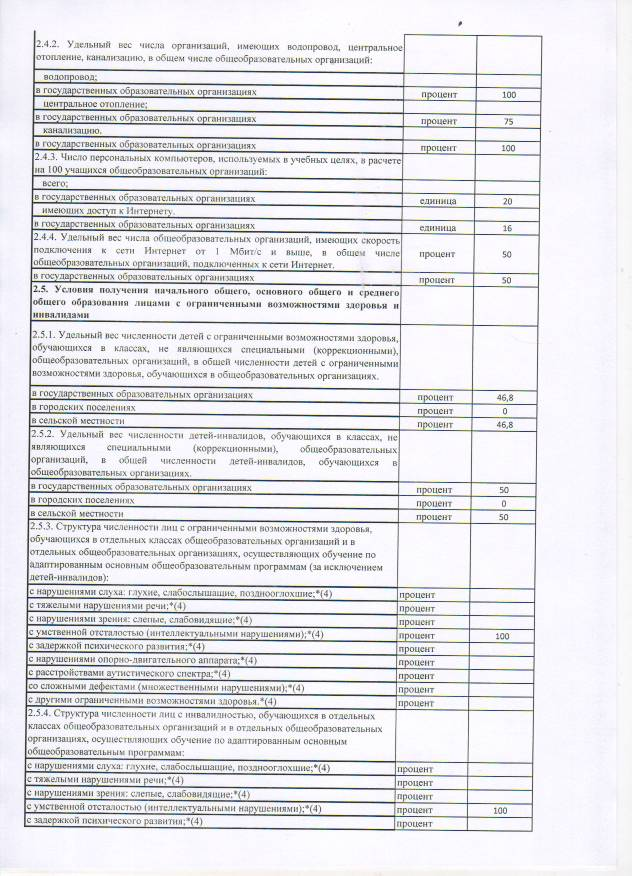 2.4.2. Удельный вес числа организаций, имеющих водопровод, центральное
отопление, канализацию, в общем числе общеобразовательных организаций:
водопровод;
в государственных образовательных организациях процент 100
центральное отопление;
в государственных образовательных организациях процент 75
канализацию.
в государственных образовательных организациях процент 100
2.4.3. Число персональных компьютеров, используемых в учебных целях, в расчете
на 100 учащихся общеобразовательных организаций:
всего;
в государственных образовательных организациях единица 20
имеющих доступ к Интернету.
в государственных образовательных организациях единица 16
2.4.4. Удельный вес числа общеобразовательных организаций, имеющих скорость
подключения к сети Интернет от 1 Мбит/с и выше, в общем числе
общеобразовательных организаций, подключенных к сети Интернет. процент 50
в государственных образовательных организациях процент 50
2.5. Условия получения начального общего, основного общего и среднего
общего образования лицами с ограниченными возможностями здоровья и
инвалидами
2.5.1. Удельный вес численности детей с ограниченными возможностями здоровья,
обучающихся в классах, не являющихся специальными (коррекционными),
общеобразовательных организаций, в общей численности детей с ограниченными
возможностями здоровья, обучающихся в общеобразовательных организациях.
в государственных образовательных организациях процент 46,8
в городских поселениях процент 0
в сельской местности процент 46,8
2.5.2. Удельный вес численности детей-инвалидов, обучающихся в классах, не
являющихся специальными (коррекционными), общеобразовательных
организаций, в общей численности детей-инвалидов, обучающихся в
общеобразовательных организациях.
в государственных образовательных организациях процент 50
в городских поселениях процент 0
в сельской местности процент 50
2.5.3. Структура численности лиц с ограниченными возможностями здоровья,
обучающихся в отдельных классах общеобразовательных организаций и в
отдельных общеобразовательных организациях, осуществляющих обучение по
адаптированным основным общеобразовательным программам (за исключением
детей-инвалидов):
с нарушениями слуха: глухие, слабослышащие, позднооглохшие;*(4) процент
с тяжелыми нарушениями речи;*(4) процент
с нарушениями зрения: слепые, слабовидящие;*(4) процент
с умственной отсталостью (интеллектуальными нарушениями);*(4) процент 100
с задержкой психического развития;*(4) процент
с нарушениями опорно-двигательного аппарата;*(4) процент
с расстройствами аутистического спектра;*(4) процент
со сложными дефектами (множественными нарушениями);*(4) процент
с другими ограниченными возможностями здоровья.*(4) процент
2.5.4. Структура численности лиц с инвалидностью, обучающихся в отдельных
классах общеобразовательных организаций и в отдельных общеобразовательных
организациях, осуществляющих обучение по адаптированным основным
общеобразовательным программам:
с нарушениями слуха: глухие, слабослышащие, позднооглохшие;*(4) процент
с тяжелыми нарушениями речи;*(4) процент
с нарушениями зрения: слепые, слабовидящие;*(4) процент
с умственной отсталостью (интеллектуальными нарушениями);*(4) процент 100
с задержкой психического развития;*(4) процент